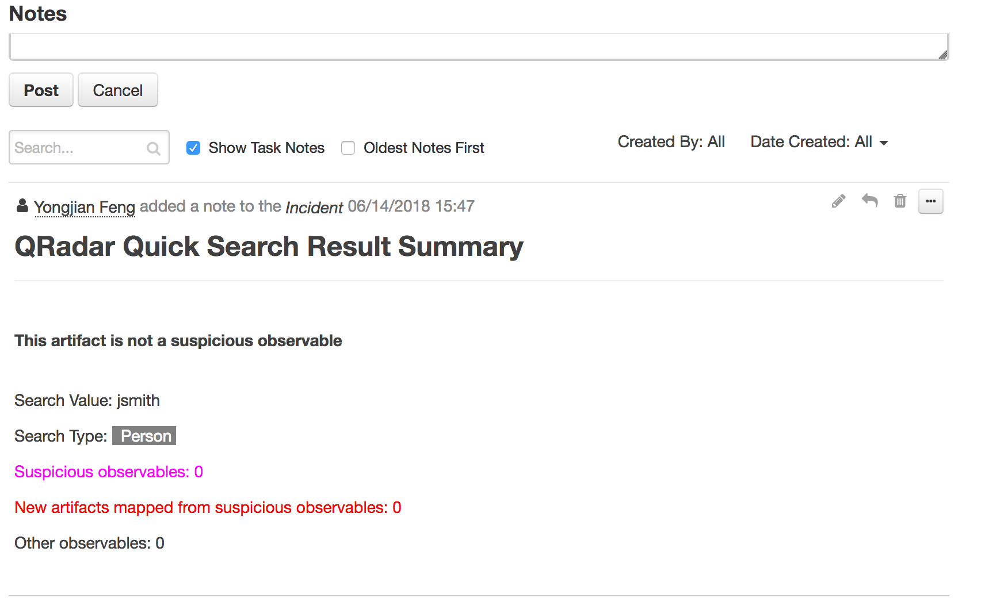 Notes
Post Cancel
Search... Show Task Notes Oldest Notes First Created By: All Date Created: All
Yongjian Feng added a note to the Incident 06/14/2018 15:47
QRadar Quick Search Result Summary
This artifact is not a suspicious observable
Search Value: jsmith
Search Type: Person
Suspicious observables: 0
New artifacts mapped from suspicious observables: 0
Other observables: 0